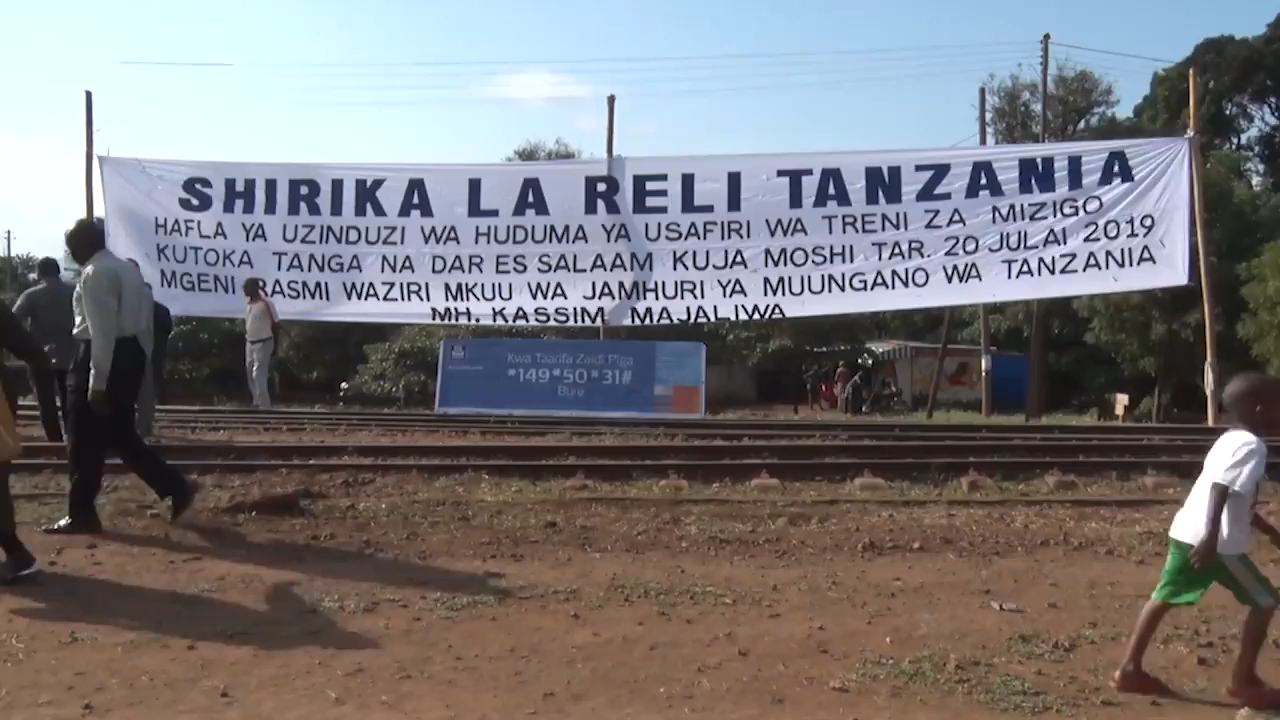 SHIRIKA LA RELI TANZANIA
HAFLA YA UZINDUZI WA HUDUMA YA USAFIRI WA TRENI ZA MIZIGO
KUTOKA TANGA NA DAR ES SALAAM KUJA MOSHI TAR. 20 JULAI 2019
MGENI RASMI WAZIRI MKUU WA JAMHURI YA MUUNGANO WA TANZANIA
MH. KASSIM MAJALIWA
Kwa Taarifa Zaidi Piga
*149*50*31#
Bure